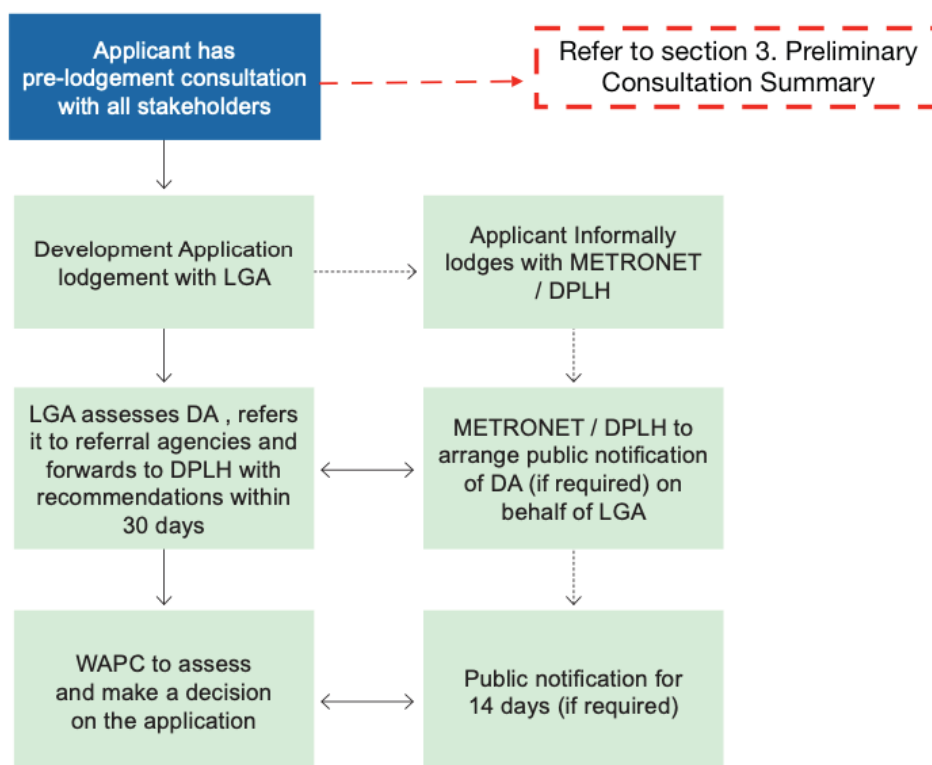 Applicant has
pre-lodgement consultation
with all stakeholders
Refer to section 3. Preliminary
Consultation Summary
Development Application
lodgement with LGA
Applicant Informally
lodges with METRONET
/ DPLH
LGA assesses DA , refers
it to referral agencies and
forwards to DPLH with
recommendations within
30 days
METRONET / DPLH to
arrange public notification
of DA (if required) on
behalf of LGA
WAPC to assess
and make a decision
on the application
Public notification for
14 days (if required)